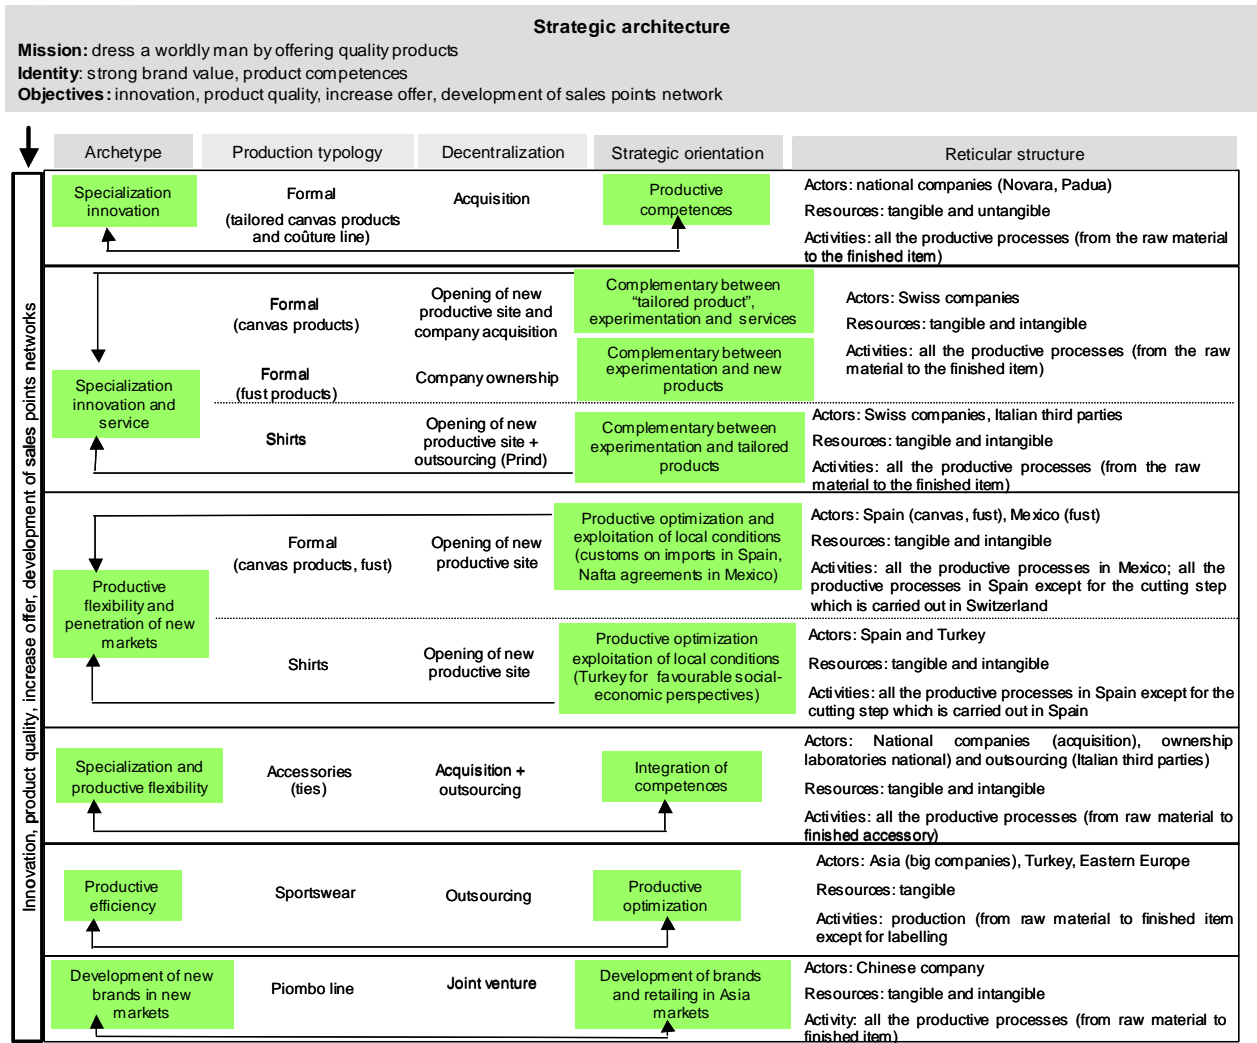 Strategic architecture
Mission: dress a worldly man by offering quality products
Identity: strong brand value, product competences
Objectives: innovation, product quality, increase offer, development of sales points network
Archetype
Production typology
Decentralization
Strategic orientation
Reticular structure
Innovation, product quality, increase offer, development of sales points networks
Specialization
innovation
Formal
(tailored canvas products
and coûture line)
Acquisition
Productive
competences
Actors: national companies (Novara, Padua)
Resources: tangible and untangible
Activities: all the productive processes (from the raw material
to the finished item)
Specialization
innovation and
service
Formal
(canvas products)
Opening of new
productive site and
company acquisition
Complementary between
“tailored product”,
experimentation and services
Actors: Swiss companies
Resources: tangible and intangible
Activities: all the productive processes (from the raw
material to the finished item)
Formal
(fust products)
Company ownership
Complementary between
experimentation and new
products
Shirts
Opening of new
productive site +
outsourcing (Prind)
Complementary between
experimentation and tailored
products
Actors: Swiss companies, Italian third parties
Resources: tangible and intangible
Activities: all the productive processes (from the raw
material to the finished item)
Productive
flexibility and
penetration of new
markets
Formal
(canvas products, fust)
Opening of new
productive site
Productive optimization and
exploitation of local conditions
(customs on imports in Spain,
Nafta agreements in Mexico)
Actors: Spain (canvas, fust), Mexico (fust)
Resources: tangible and intangible
Activities: all the productive processes in Mexico; all the
productive processes in Spain except for the cutting step
which is carried out in Switzerland
Shirts
Opening of new
productive site
Productive optimization
exploitation of local conditions
(Turkey for favourable social-
economic perspectives)
Actors: Spain and Turkey
Resources: tangible and intangible
Activities: all the productive processes in Spain except for the
cutting step which is carried out in Spain
Specialization and
productive flexibility
Accessories
(ties)
Acquisition +
outsourcing
Integration of
competences
Actors: National companies (acquisition), ownership
laboratories national) and outsourcing (Italian third parties)
Resources: tangible and intangible
Activities: all the productive processes (from raw material to
finished accessory)
Productive
efficiency
Sportswear
Outsourcing
Productive
optimization
Actors: Asia (big companies), Turkey, Eastern Europe
Resources: tangible
Activities: production (from raw material to finished item
except for labelling
Development of new
brands in new
markets
Piombo line
Joint venture
Development of brands
and retailing in Asia
markets
Actors: Chinese company
Resources: tangible and intangible
Activity: all the productive processes (from raw material to
finished item)